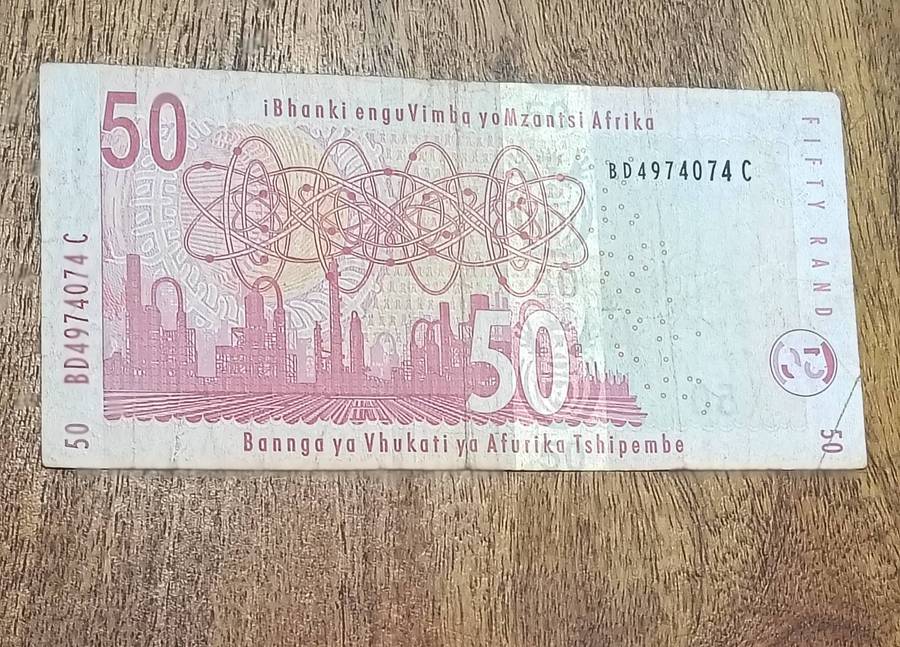 50
iBhanki enguVimba yoMzantsi Afrika
BD4974074 C
FIFTY RAND
BD4974074 C
50
50
50
Bannga ya Vhukati ya Afurika Tshipembe